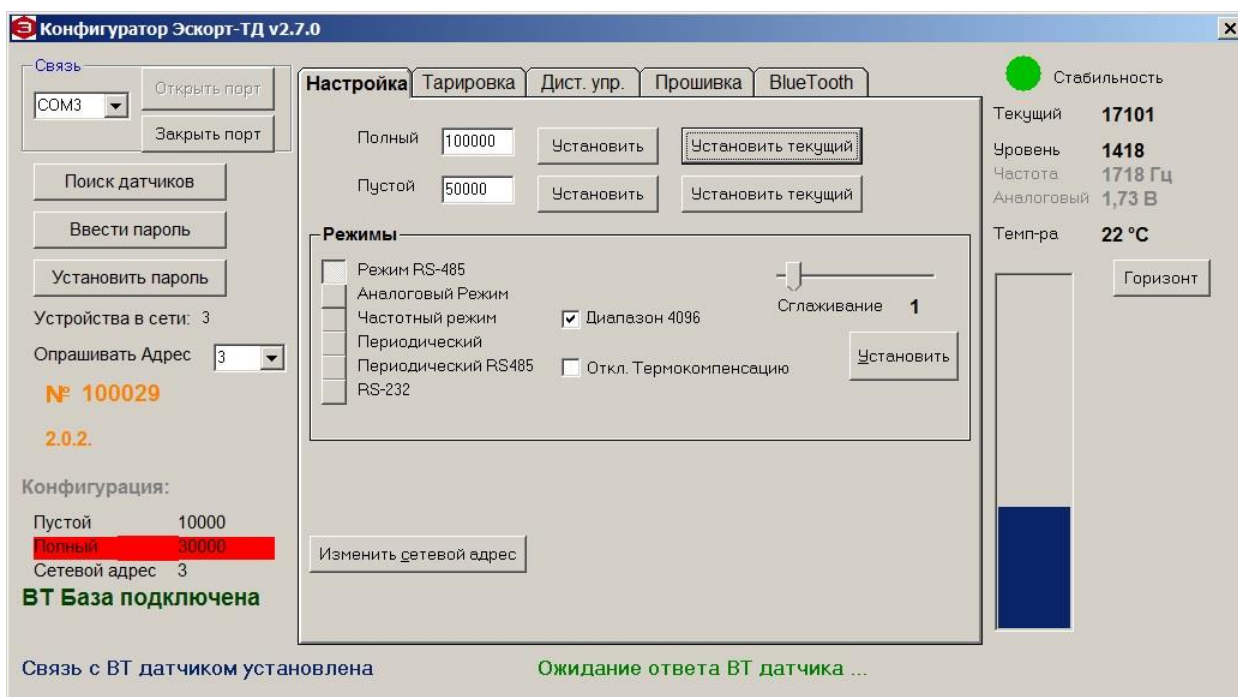 Конфигуратор Эскорт-ТД v2.7.0
Связь
COM3
Открыть порт
Закрыть порт
Поиск датчиков
Ввести пароль
Установить пароль
Устройства в сети: 3
Опрашивать Адрес 3
№ 100029
2.0.2.
Конфигурация:
Пустой 10000
Полный 30000
Сетевой адрес 3
BT База подключена
Настройка Тарировка Дист. упр. Прошивка BlueTooth
Полный 100000 Установить Установить текущий
Пустой 50000 Установить Установить текущий
Режимы
Режим RS-485
Аналоговый Режим
Частотный режим
Периодический
Периодический RS485
RS-232
Диапазон 4096
Откл. Термокомпенсацию
Сглаживание 1
Установить
Изменить сетевой адрес
Стабильность
Текущий 17101
Уровень 1418
Частота 1718 Гц
Аналоговый 1,73 В
Темп-ра 22 °C
Горизонт
Связь с BT датчиком установлена
Ожидание ответа BT датчика ...